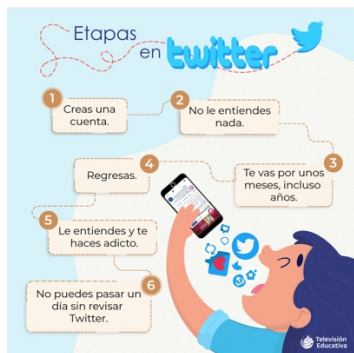 Etapas
en twitter
1
Creas una
cuenta.
2
No le entiendes
nada.
3
Te vas por unos
meses, incluso
años.
4
Regresas.
5
Le entiendes y te
haces adicto.
6
No puedes pasar un
día sin revisar
Twitter.
Televisión
Educativa